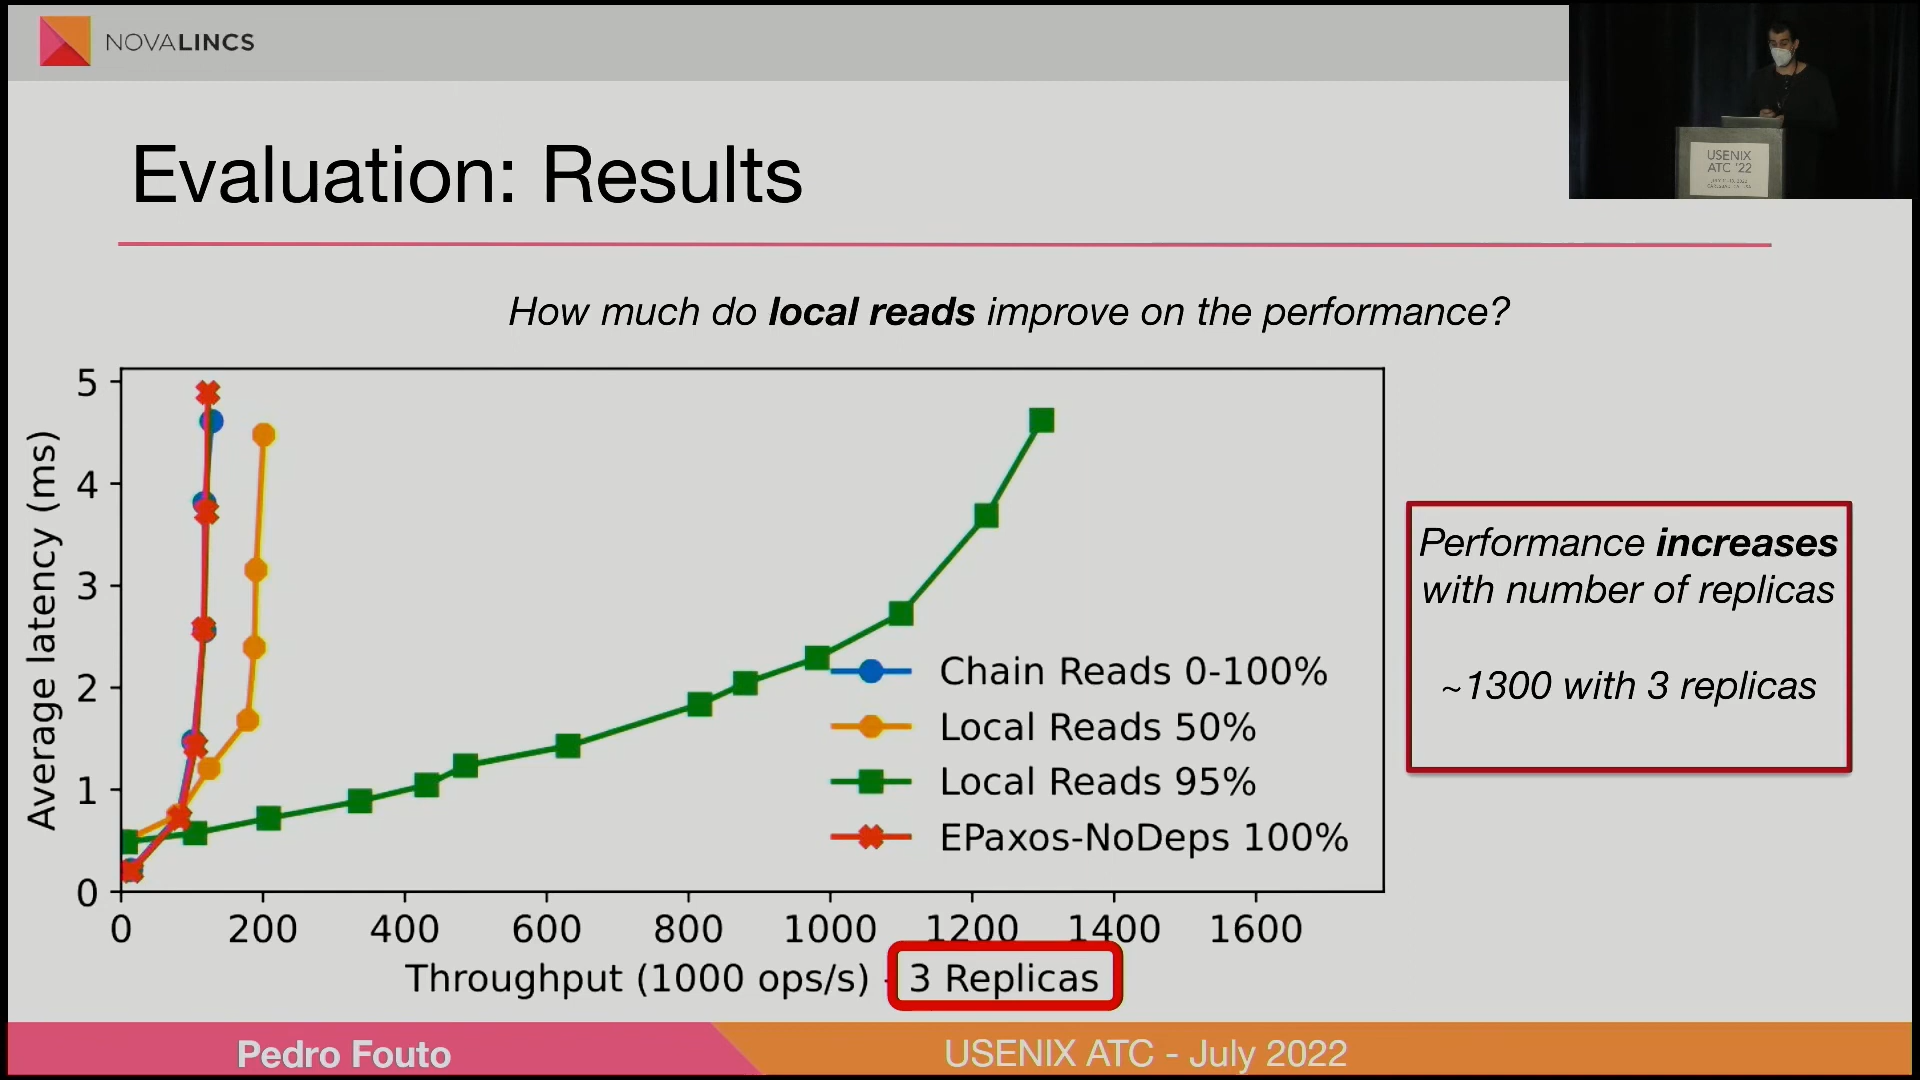 NOVALINCS
USENIX
ATC '22
Evaluation: Results
How much do local reads improve on the performance?
5
4
3
2
1
0
Average latency (ms)
Chain Reads 0-100%
Local Reads 50%
Local Reads 95%
EPaxos-NoDeps 100%
0 200 400 600 800 1000 1200 1400 1600
Throughput (1000 ops/s) - 3 Replicas
Performance increases
with number of replicas
~1300 with 3 replicas
Pedro Fouto
USENIX ATC - July 2022